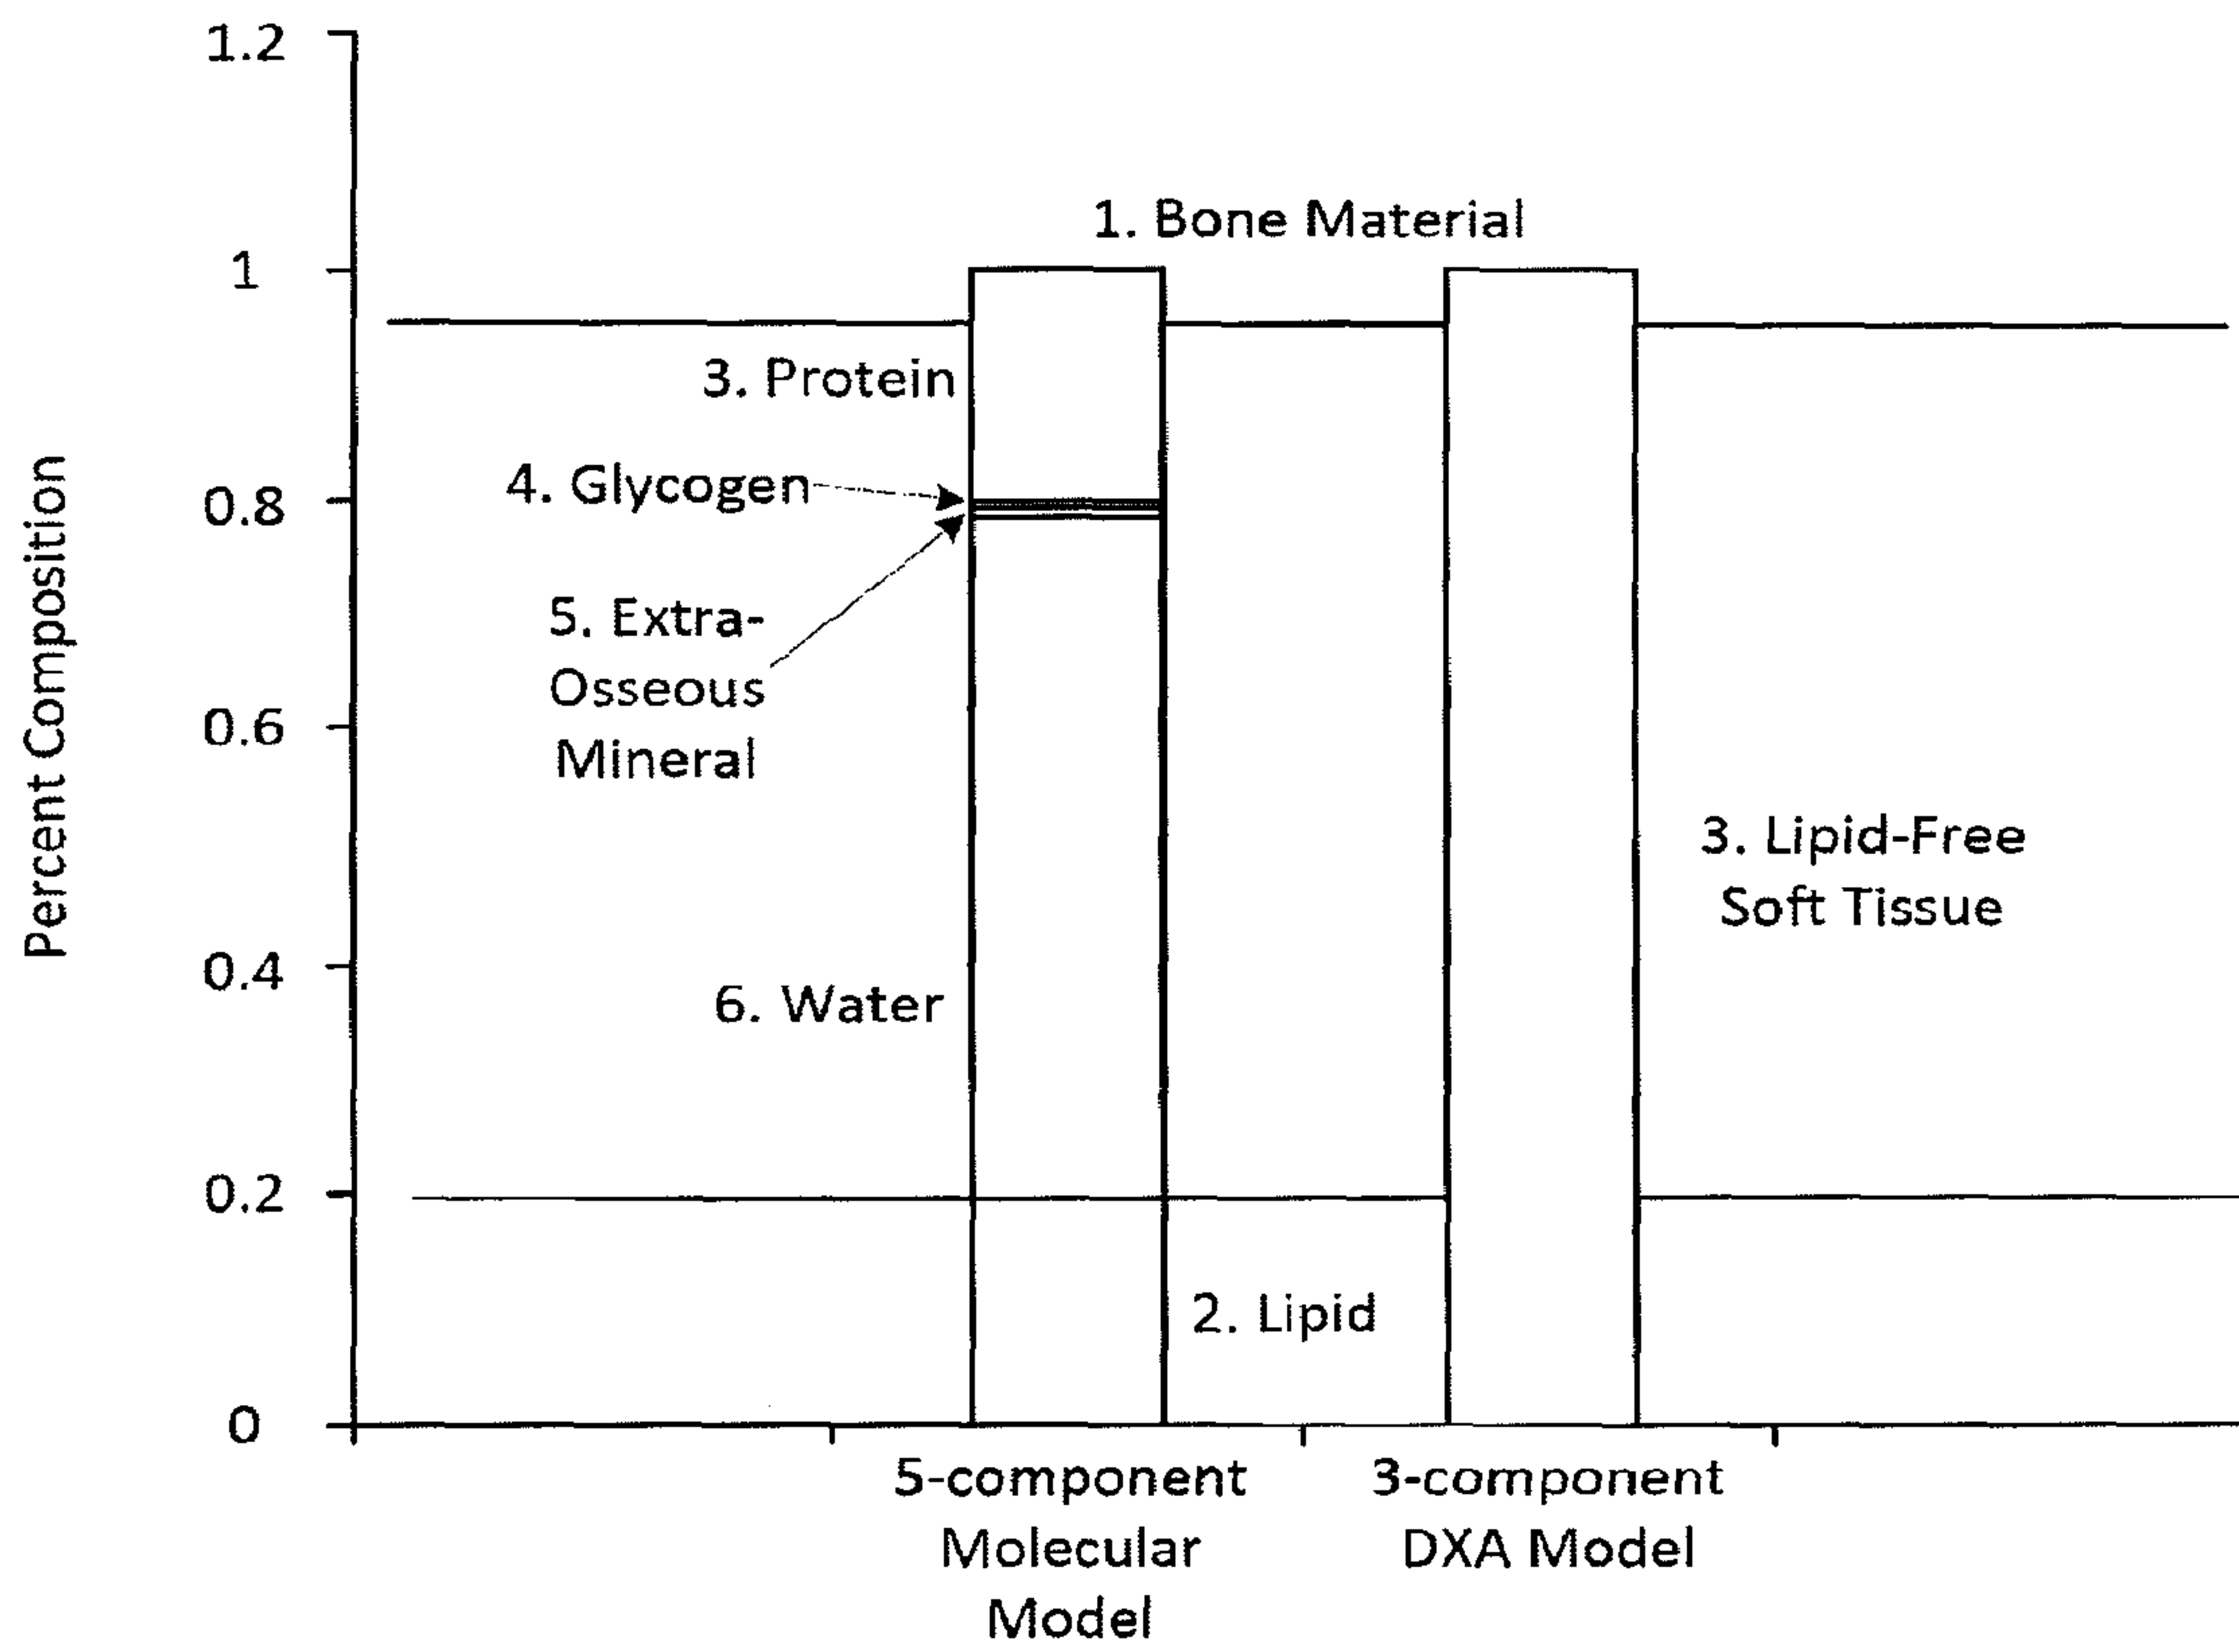 1.2
1. Bone Material
1
3. Protein
4. Glycogen
0.8
5. Extra-
Osseous
Mineral
0.6
3. Lipid-Free
Soft Tissue
Percent Composition
0.4
6. Water
0.2
2. Lipid
0
5-component
Molecular
Model
3-component
DXA Model